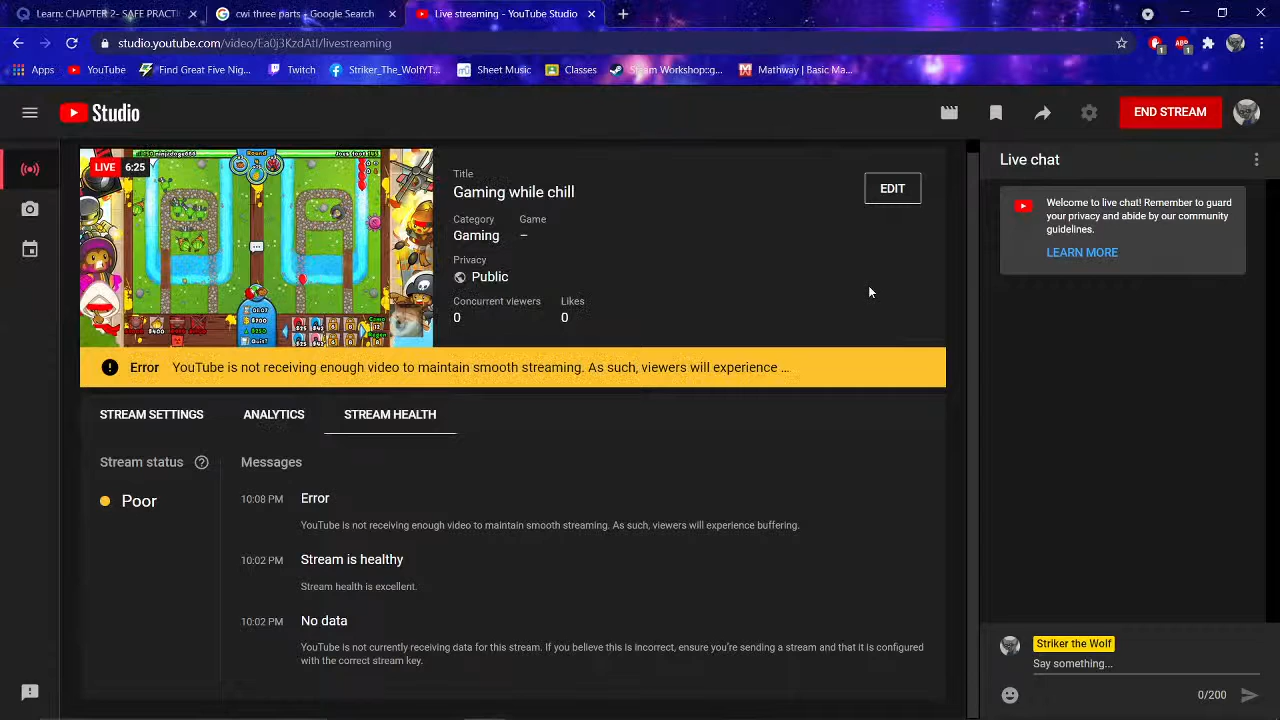 Learn: CHAPTER 2- SAFE PRACTI
cwi three parts - Google Search
Live streaming - YouTube Studio
studio.youtube.com/video/Ea0j3KzdAtI/livestreaming
Apps
YouTube
Find Great Five Nig...
Twitch
Striker_The_WolfYT...
Sheet Music
Classes
Steam Workshop::g...
Mathway | Basic Ma...
Studio
END STREAM
LIVE 6:25
Round
Title
Gaming while chill
EDIT
Category Game
Gaming –
Privacy
Public
Concurrent viewers Likes
0 0
Error YouTube is not receiving enough video to maintain smooth streaming. As such, viewers will experience ...
STREAM SETTINGS ANALYTICS STREAM HEALTH
Stream status
Poor
Messages
10:08 PM Error
YouTube is not receiving enough video to maintain smooth streaming. As such, viewers will experience buffering.
10:02 PM Stream is healthy
Stream health is excellent.
10:02 PM No data
YouTube is not currently receiving data for this stream. If you believe this is incorrect, ensure you're sending a stream and that it is configured
with the correct stream key.
Live chat
Welcome to live chat! Remember to guard
your privacy and abide by our community
guidelines.
LEARN MORE
Striker the Wolf
Say something...
0/200